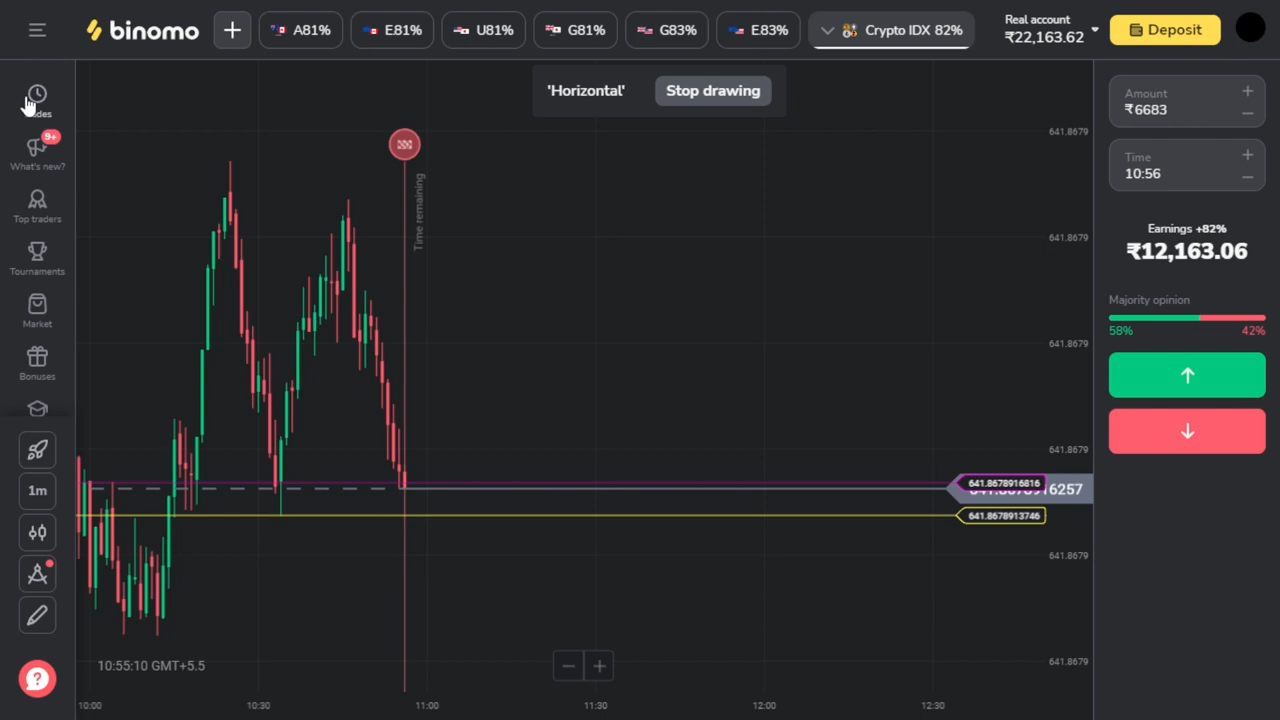 binomo
+
A81%
E81%
U81%
G81%
G83%
E83%
Crypto IDX 82%
Real account
₹22,163.62
Deposit
9+
What's new?
Top traders
Tournaments
Market
Bonuses
1m
'Horizontal'
Stop drawing
Time remaining
641.8679
641.8679
641.8679
641.8679
641.8678916816
641.8678913746
641.8679
641.8679
10:55:10 GMT+5.5
10:00
10:30
11:00
11:30
12:00
12:30
Amount
₹6683
Time
10:56
Earnings +82%
₹12,163.06
Majority opinion
58%
42%